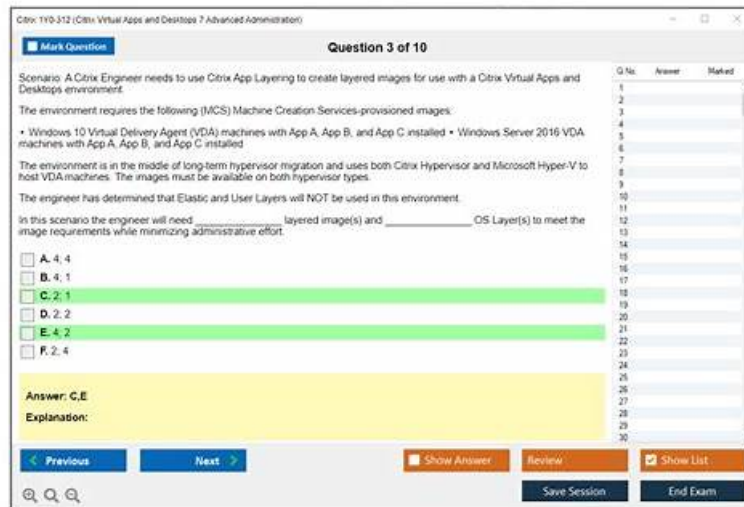 Citrix 1Y0-312 (Citrix Virtual Apps and Desktops 7 Advanced Administration)
Mark Question
Question 3 of 10
Q No. Answer Marked
Scenario: A Citrix Engineer needs to use Citrix App Layering to create layered images for use with a Citrix Virtual Apps and
Desktops environment.
The environment requires the following (MCS) Machine Creation Services-provisioned images:
• Windows 10 Virtual Delivery Agent (VDA) machines with App A, App B, and App C installed • Windows Server 2016 VDA
machines with App A, App B, and App C installed
The environment is in the middle of long-term hypervisor migration and uses both Citrix Hypervisor and Microsoft Hyper-V to
host VDA machines. The images must be available on both hypervisor types.
The engineer has determined that Elastic and User Layers will NOT be used in this environment.
In this scenario the engineer will need ________________ layered image(s) and ________________ OS Layer(s) to meet the
image requirements while minimizing administrative effort.
A. 4; 4
B. 4; 1
C. 2; 1
D. 2; 2
E. 4; 2
F. 2; 4
Answer: C,E
Explanation:
1
2
3
4
5
6
7
8
9
10
11
12
13
14
15
16
17
18
19
20
21
22
23
24
25
26
27
28
29
30
Previous
Next
Show Answer
Review
Show List
Save Session
End Exam